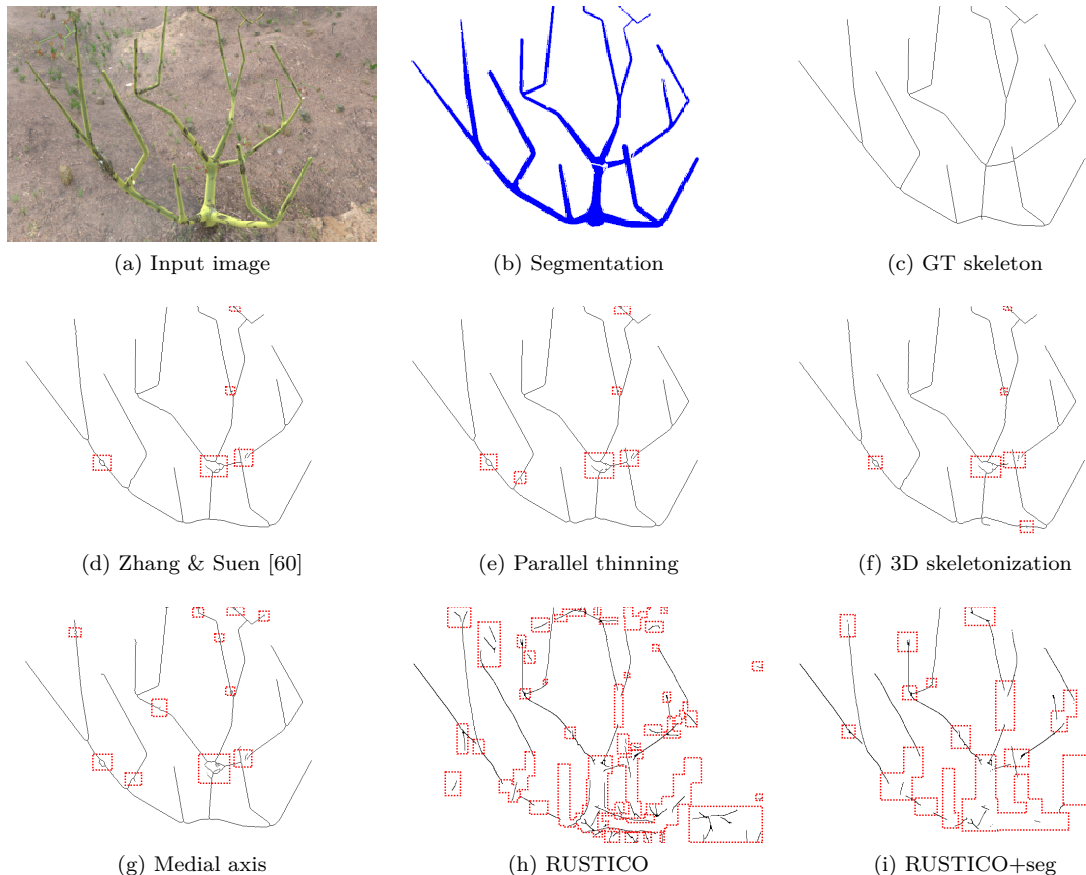 (a) Input image
(b) Segmentation
(c) GT skeleton
(d) Zhang & Suen [60]
(e) Parallel thinning
(f) 3D skeletonization
(g) Medial axis
(h) RUSTICO
(i) RUSTICO+seg